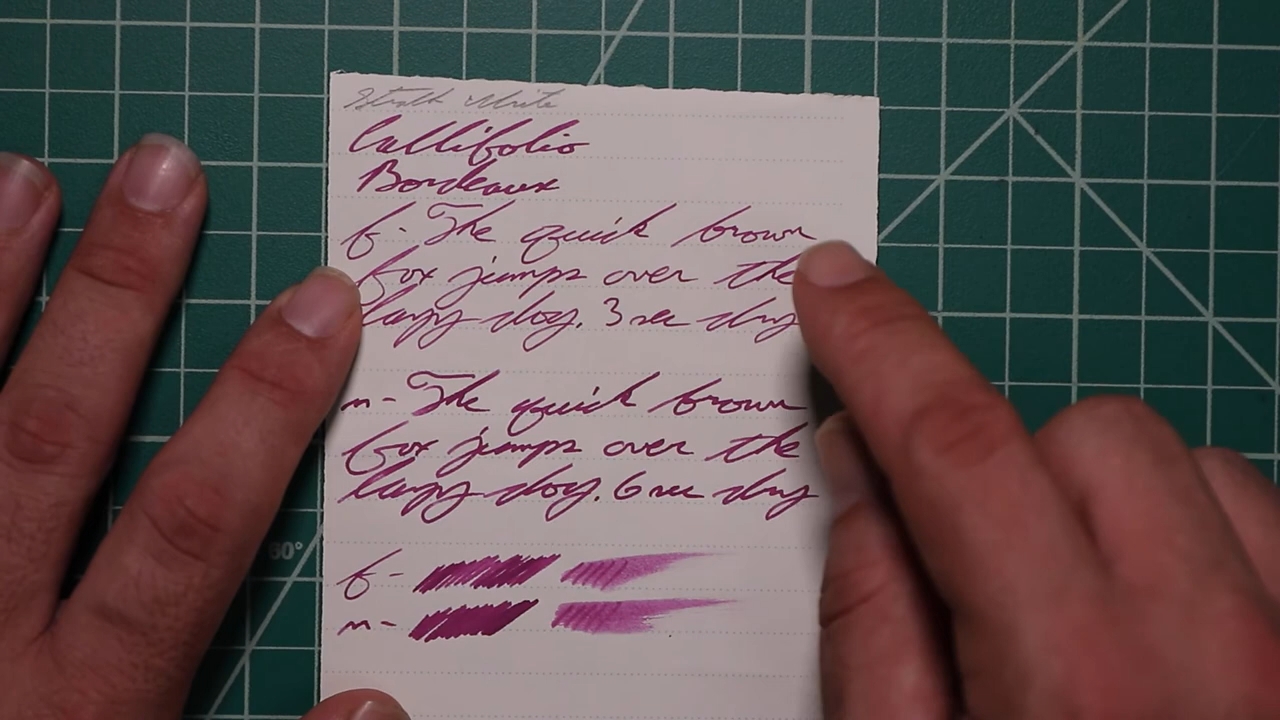 Callifolio
Bordeaux
f- The quick brown
fox jumps over the
lazy dog. 3 sec dry
m- The quick brown
fox jumps over the
lazy dog. 6 sec dry
f-
m-
60°